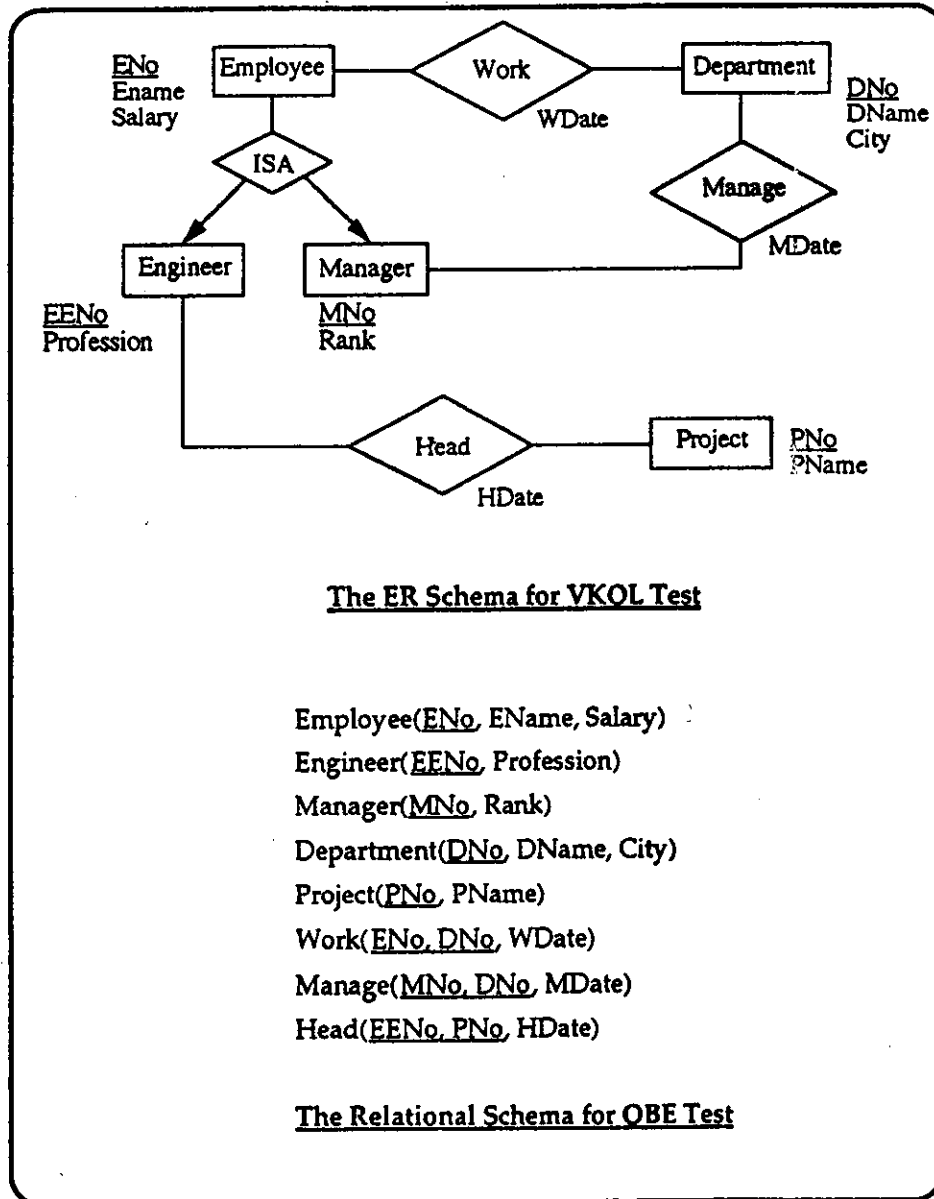 ENo
Ename
Salary
Employee
Work
WDate
Department
DNo
DName
City
ISA
Manage
MDate
Engineer
EENo
Profession
Manager
MNo
Rank
Head
HDate
Project
PNo
PName
The ER Schema for VKQL Test
Employee(ENo, EName, Salary)
Engineer(EENo, Profession)
Manager(MNo, Rank)
Department(DNo, DName, City)
Project(PNo, PName)
Work(ENo, DNo, WDate)
Manage(MNo, DNo, MDate)
Head(EENo, PNo, HDate)
The Relational Schema for QBE Test